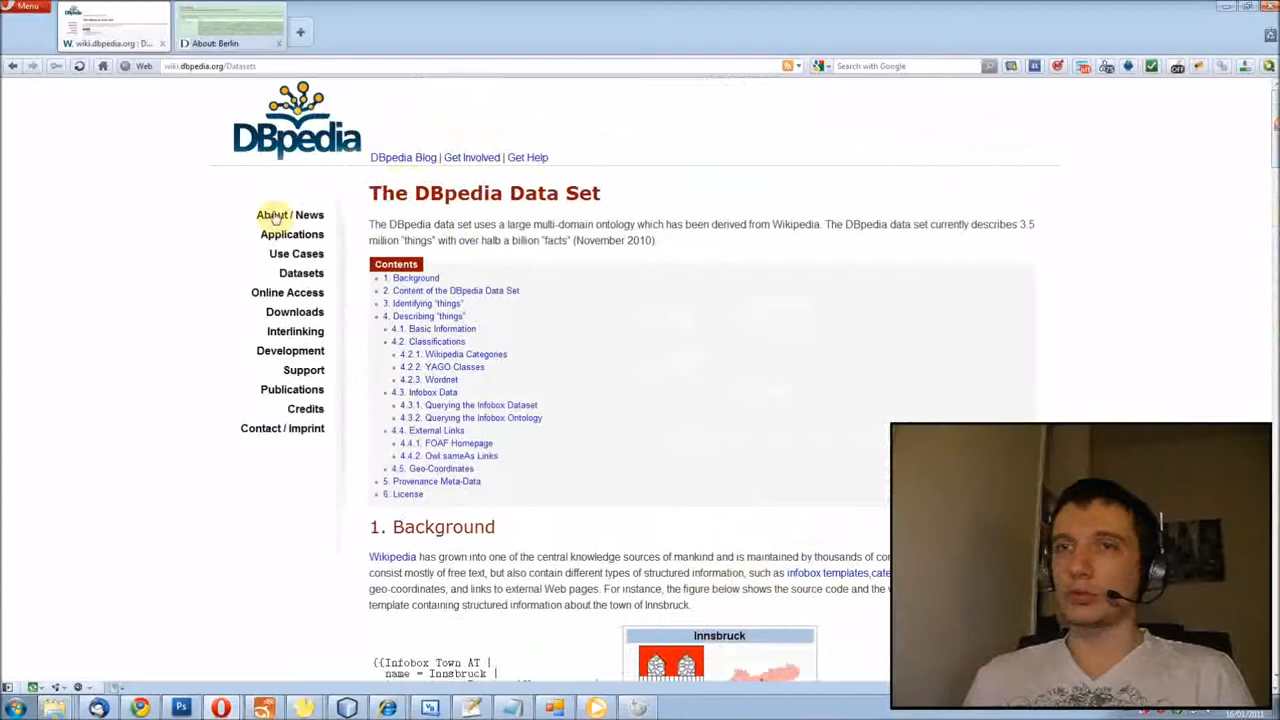 Menu
W. wiki.dbpedia.org : D...
D About: Berlin
Web
wiki.dbpedia.org/Datasets
Search with Google
DBpedia
DBpedia Blog | Get Involved | Get Help
About / News
Applications
Use Cases
Datasets
Online Access
Downloads
Interlinking
Development
Support
Publications
Credits
Contact / Imprint
The DBpedia Data Set
The DBpedia data set uses a large multi-domain ontology which has been derived from Wikipedia. The DBpedia data set currently describes 3.5
million "things" with over halb a billion "facts" (November 2010).
Contents
1. Background
2. Content of the DBpedia Data Set
3. Identifying "things"
4. Describing "things"
4.1. Basic Information
4.2. Classifications
4.2.1. Wikipedia Categories
4.2.2. YAGO Classes
4.2.3. Wordnet
4.3. Infobox Data
4.3.1. Querying the Infobox Dataset
4.3.2. Querying the Infobox Ontology
4.4. External Links
4.4.1. FOAF Homepage
4.4.2. Owl:sameAs Links
4.5. Geo-Coordinates
5. Provenance Meta-Data
6. License
1. Background
Wikipedia has grown into one of the central knowledge sources of mankind and is maintained by thousands of con
consist mostly of free text, but also contain different types of structured information, such as infobox templates, cate
geo-coordinates, and links to external Web pages. For instance, the figure below shows the source code and the
template containing structured information about the town of Innsbruck.
{{Infobox Town AT |
name = Innsbruck |
Innsbruck
16/01/2011